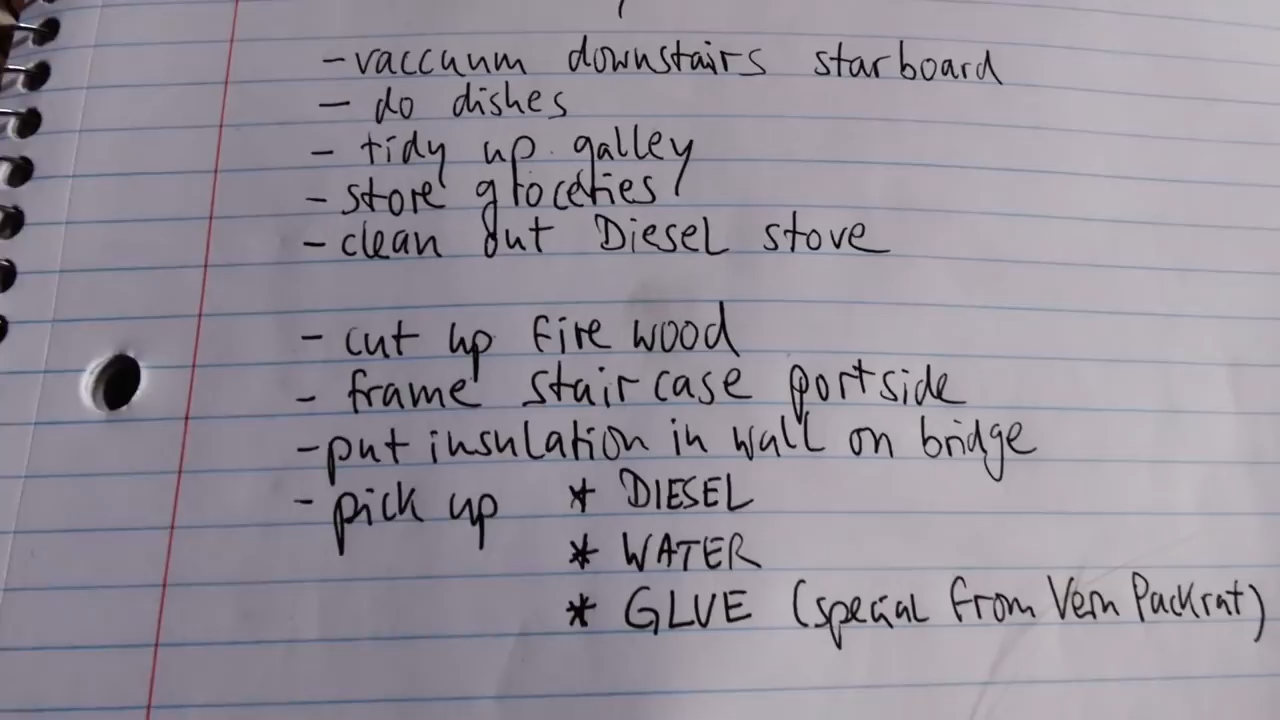 - vaccuum downstairs starboard
- do dishes
- tidy up galley
- store groceries
- clean out Diesel stove
- cut up fire wood
- frame staircase portside
- put insulation in wall on bridge
- pick up * DIESEL
* WATER
* GLUE (special from Vern Packrat)